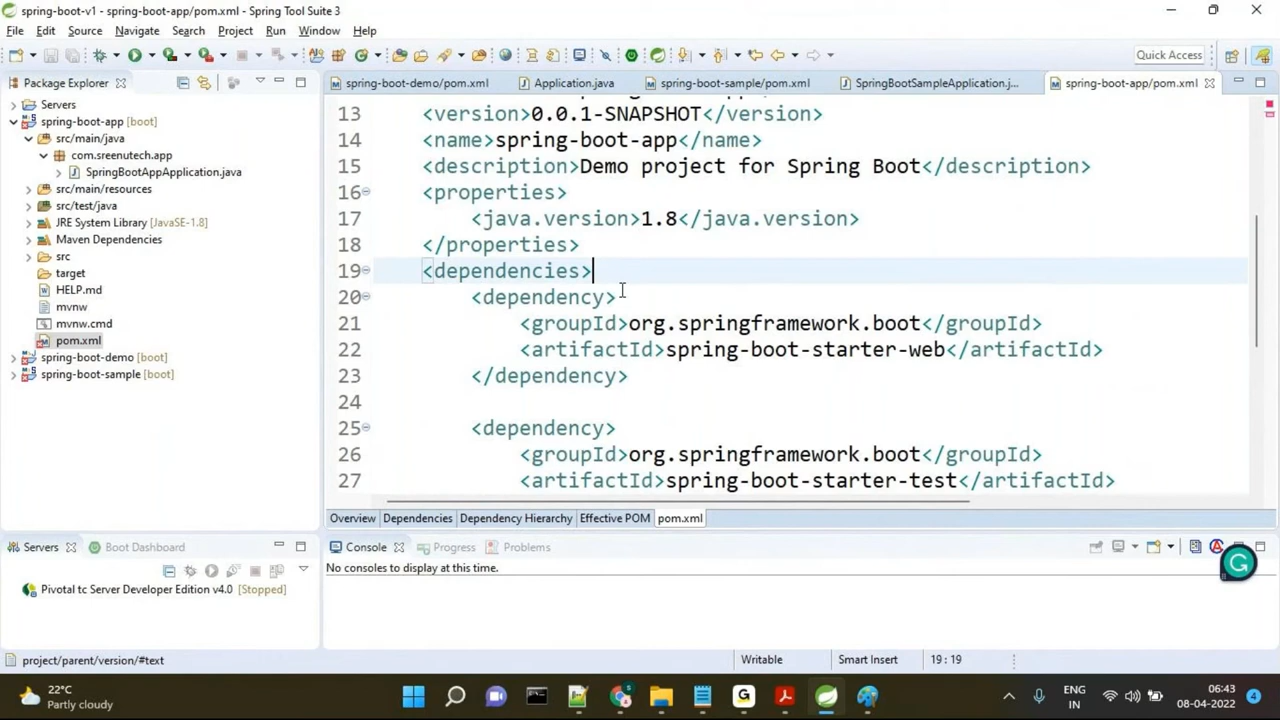 spring-boot-v1 - spring-boot-app/pom.xml - Spring Tool Suite 3
File Edit Source Navigate Search Project Run Window Help
Quick Access
Package Explorer
spring-boot-demo/pom.xml
Application.java
spring-boot-sample/pom.xml
SpringBootSampleApplication.j...
spring-boot-app/pom.xml
Servers
spring-boot-app [boot]
src/main/java
com.sreenutech.app
SpringBootAppApplication.java
src/main/resources
src/test/java
JRE System Library [JavaSE-1.8]
Maven Dependencies
src
target
HELP.md
mvnw
mvnw.cmd
pom.xml
spring-boot-demo [boot]
spring-boot-sample [boot]
13 <version>0.0.1-SNAPSHOT</version>
14 <name>spring-boot-app</name>
15 <description>Demo project for Spring Boot</description>
16 <properties>
17 <java.version>1.8</java.version>
18 </properties>
19 <dependencies>
20 <dependency>
21 <groupId>org.springframework.boot</groupId>
22 <artifactId>spring-boot-starter-web</artifactId>
23 </dependency>
24
25 <dependency>
26 <groupId>org.springframework.boot</groupId>
27 <artifactId>spring-boot-starter-test</artifactId>
Overview Dependencies Dependency Hierarchy Effective POM pom.xml
Servers Boot Dashboard
Pivotal tc Server Developer Edition v4.0 [Stopped]
Console Progress Problems
No consoles to display at this time.
project/parent/version/#text
Writable
Smart Insert
19 : 19
22°C
Partly cloudy
ENG
IN
06:43
08-04-2022
4